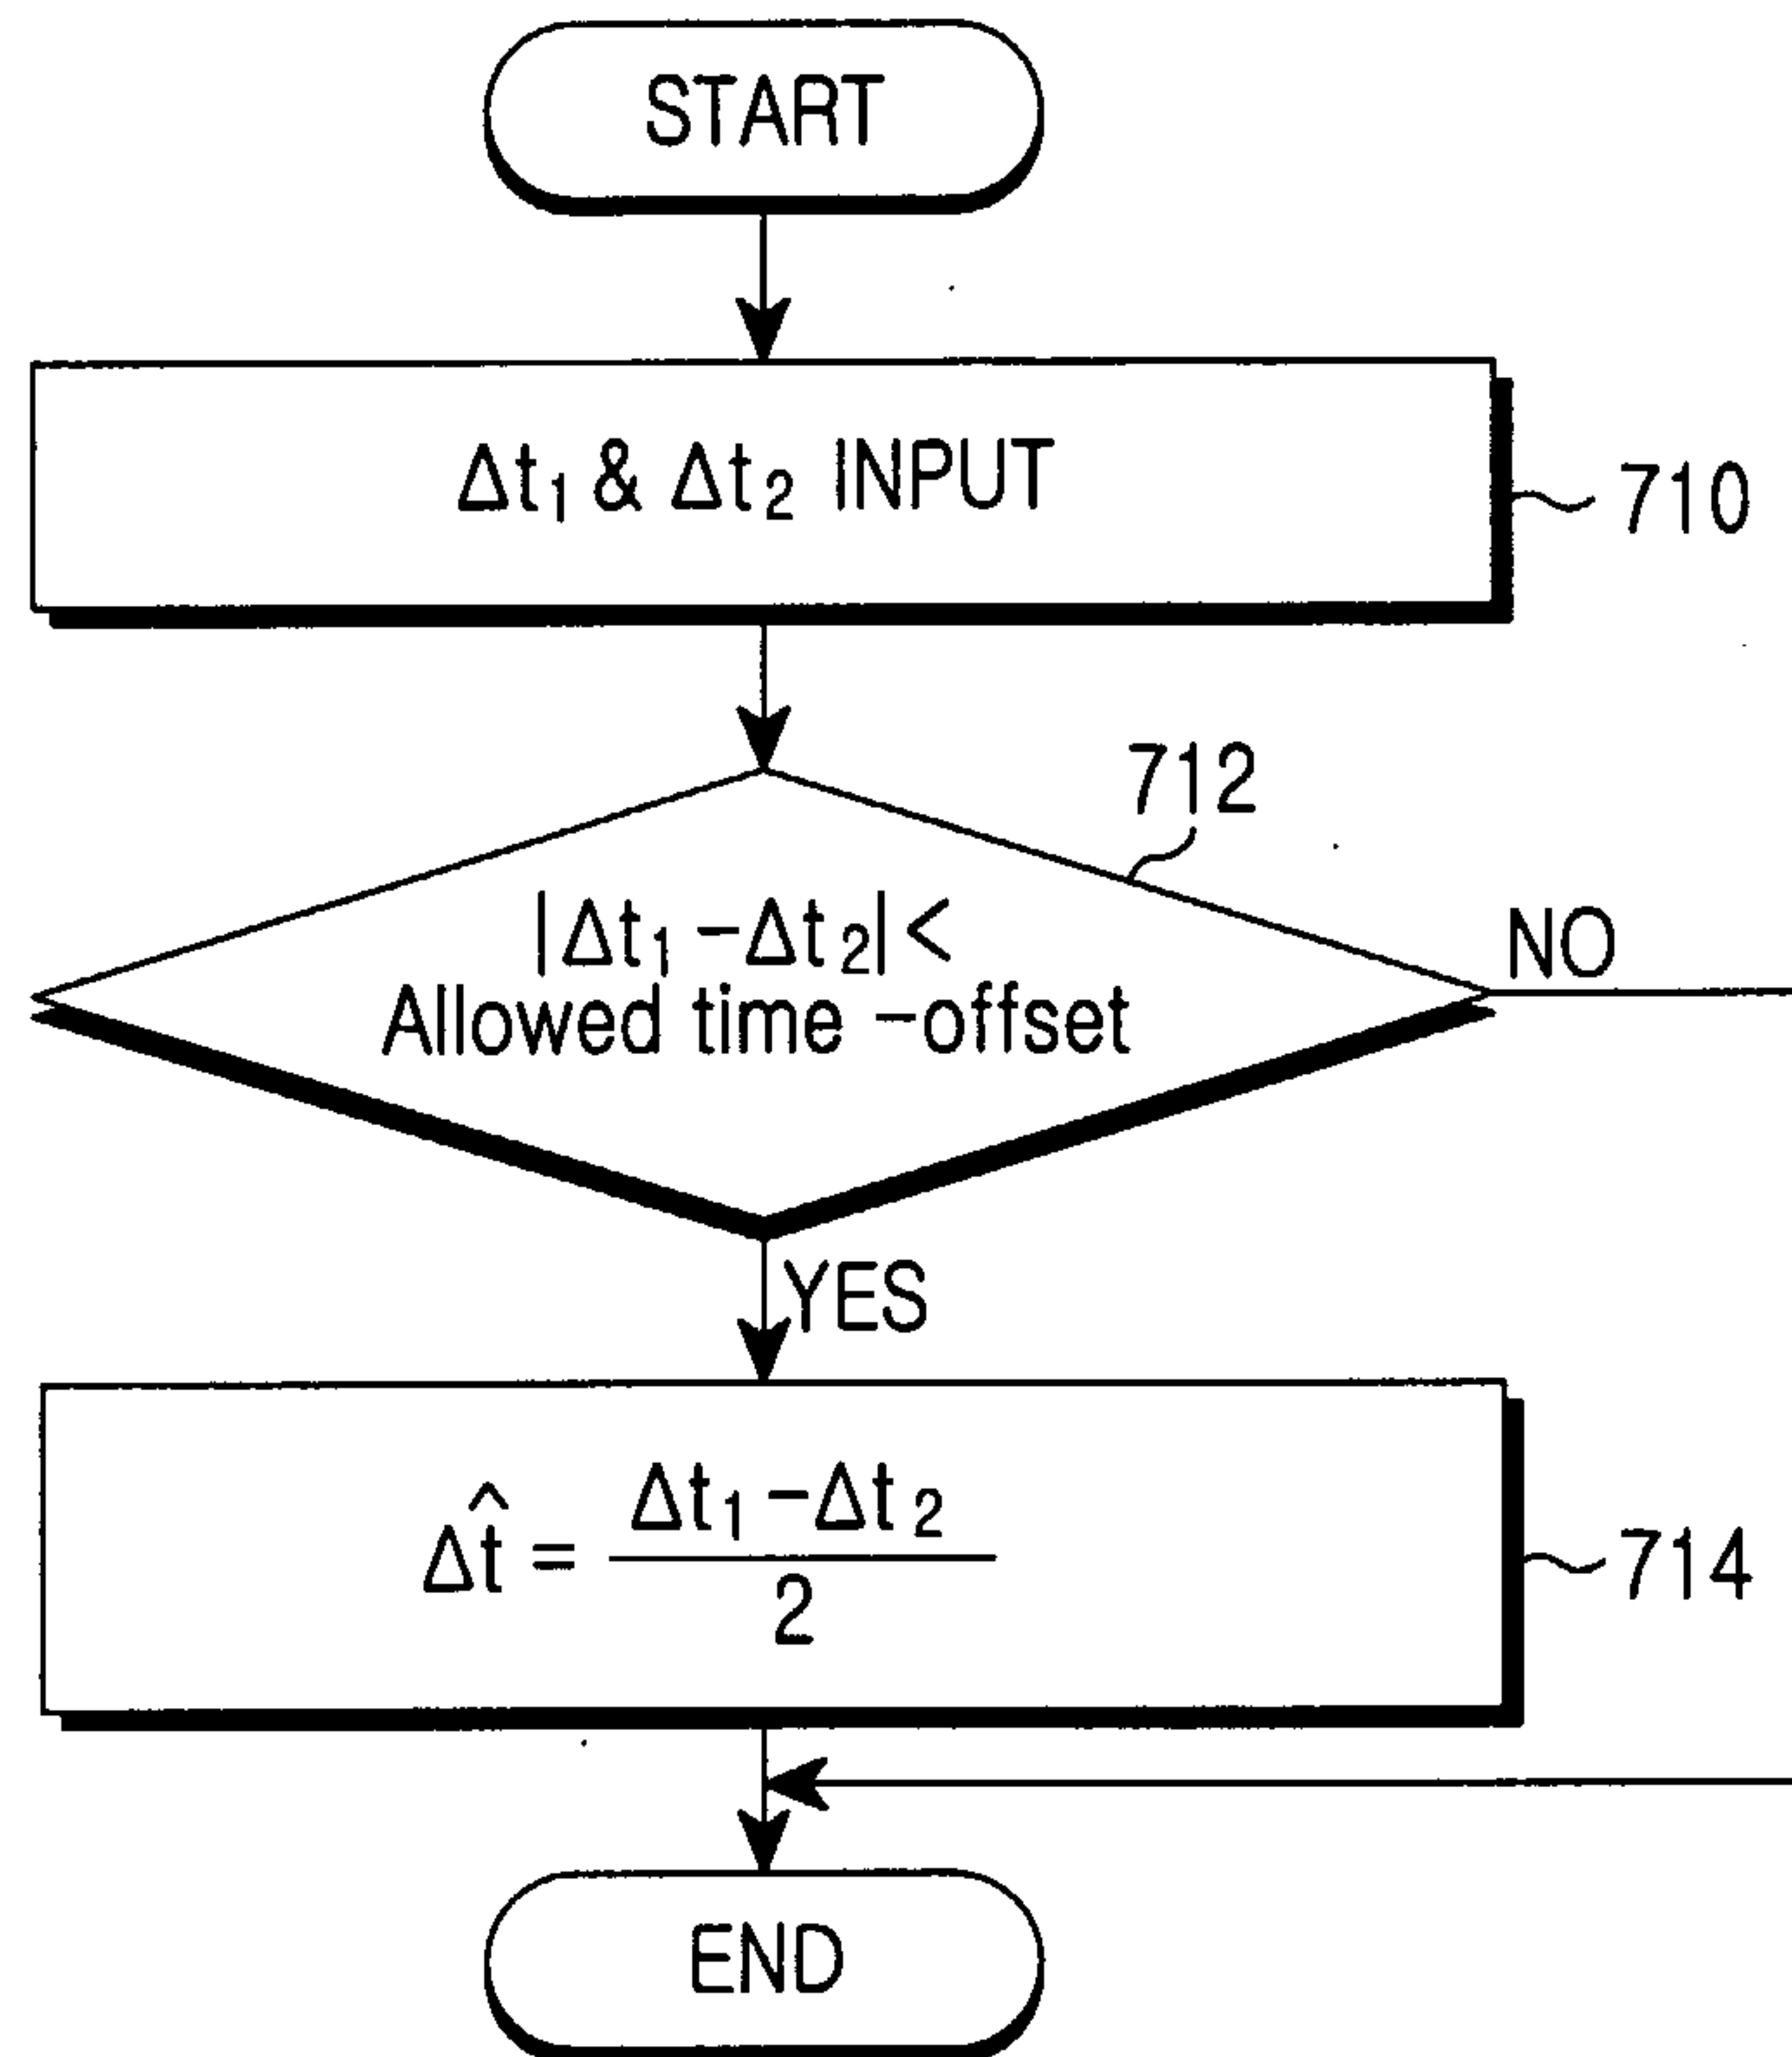 START
Δt₁ & Δt₂ INPUT
710
712
|Δt₁ -Δt₂| <
Allowed time -offset
NO
YES
Δt̂ = (Δt₁ -Δt₂) / 2
714
END